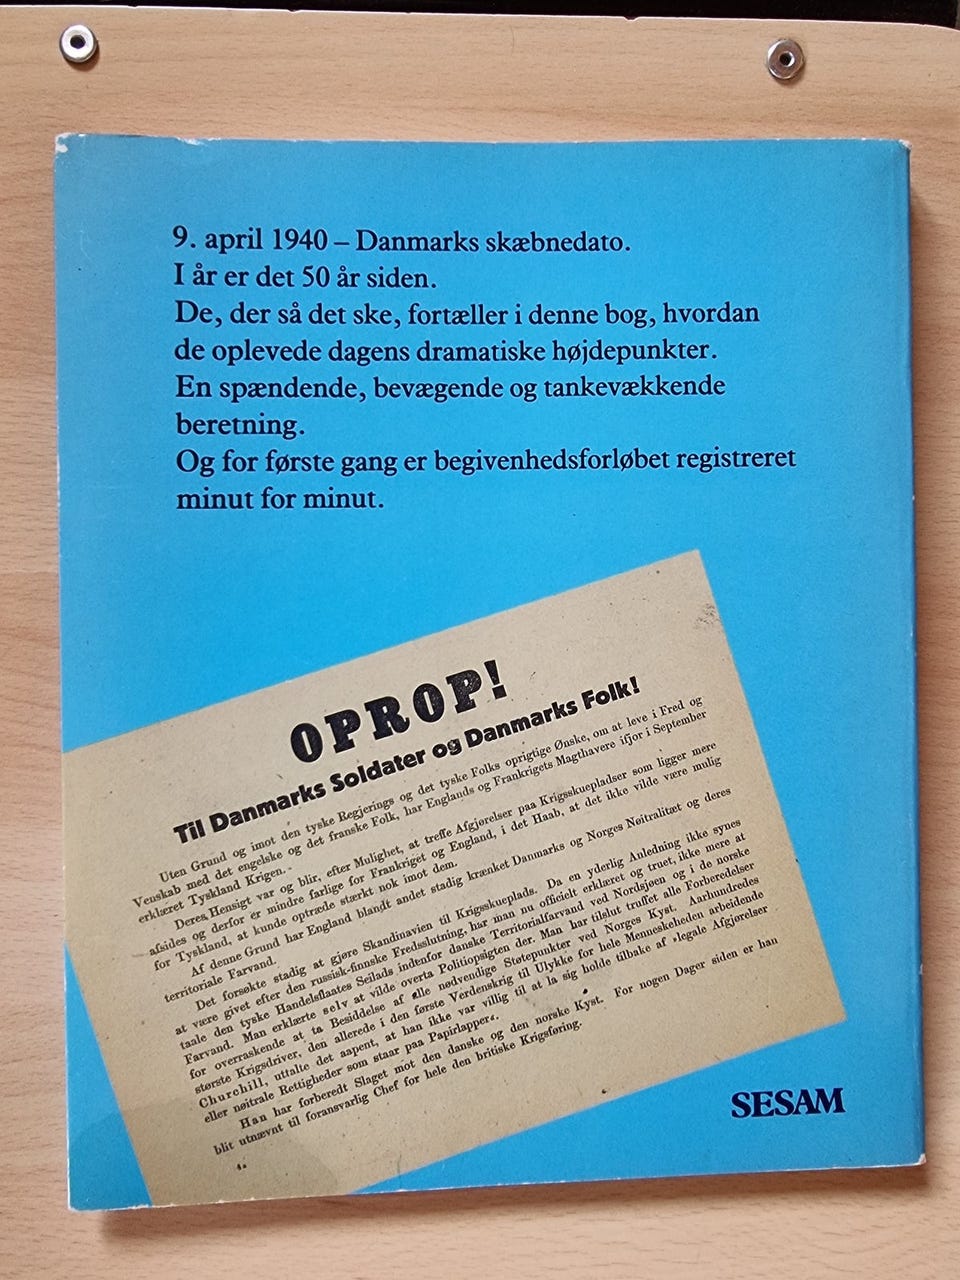 9. april 1940 – Danmarks skæbnedato.
I år er det 50 år siden.
De, der så det ske, fortæller i denne bog, hvordan
de oplevede dagens dramatiske højdepunkter.
En spændende, bevægende og tankevækkende
beretning.
Og for første gang er begivenhedsforløbet registreret
minut for minut.
OPROP!
Til Danmarks Soldater og Danmarks Folk!
Uten Grund og imot den tyske Regjerings og det tyske Folks oprigtige Ønske, om at leve i Fred og
Venskab med det engelske og det franske Folk, har Englands og Frankrigets Magthavere ifjor i September
erklæret Tyskland Krigen.
Deres Hensigt var og blir, efter Mulighet, at treffe Afgjørelser paa Krigsskuepladser som ligger mere
afsides og derfor er mindre farlige for Frankriget og England, i det Haab, at det ikke vilde være mulig
for Tyskland, at kunde optræde stærkt nok imot dem.
Af denne Grund har England blandt andet stadig krænket Danmarks og Norges Nøitralitæt og deres
territoriale Farvand.
Det forsøkte stadig at gjøre Skandinavien til Krigsskueplads. Da en yderlig Anledning ikke synes
at være givet efter den russisk-finnske Fredsslutning, har man nu officielt erklæret og truet, ikke mere at
taale den tyske Handelsflaates Seilads indenfor danske Territorialfarvand ved Nordsjøen og i de norske
Farvand. Man erklærte selv at vilde overta Politiopsigten der. Man har tilslut truffet alle Forberedelser
for overraskende at ta Besiddelse af alle nødvendige Støtepunkter ved Norges Kyst. Aarhundredes
største Krigsdriver, den allerede i den første Verdenskrig til Ulykke for hele Menneskeheden arbeidende
Churchill, uttalte det aapent, at han ikke var villig til at la sig holde tilbake af »legale Afgjørelser
eller nøitrale Rettigheder som staar paa Papirlapper«.
Han har forberedt Slaget mot den danske og den norske Kyst. For nogen Dager siden er han
blit utnævnt til foransvarlig Chef for hele den britiske Krigsføring.
SESAM